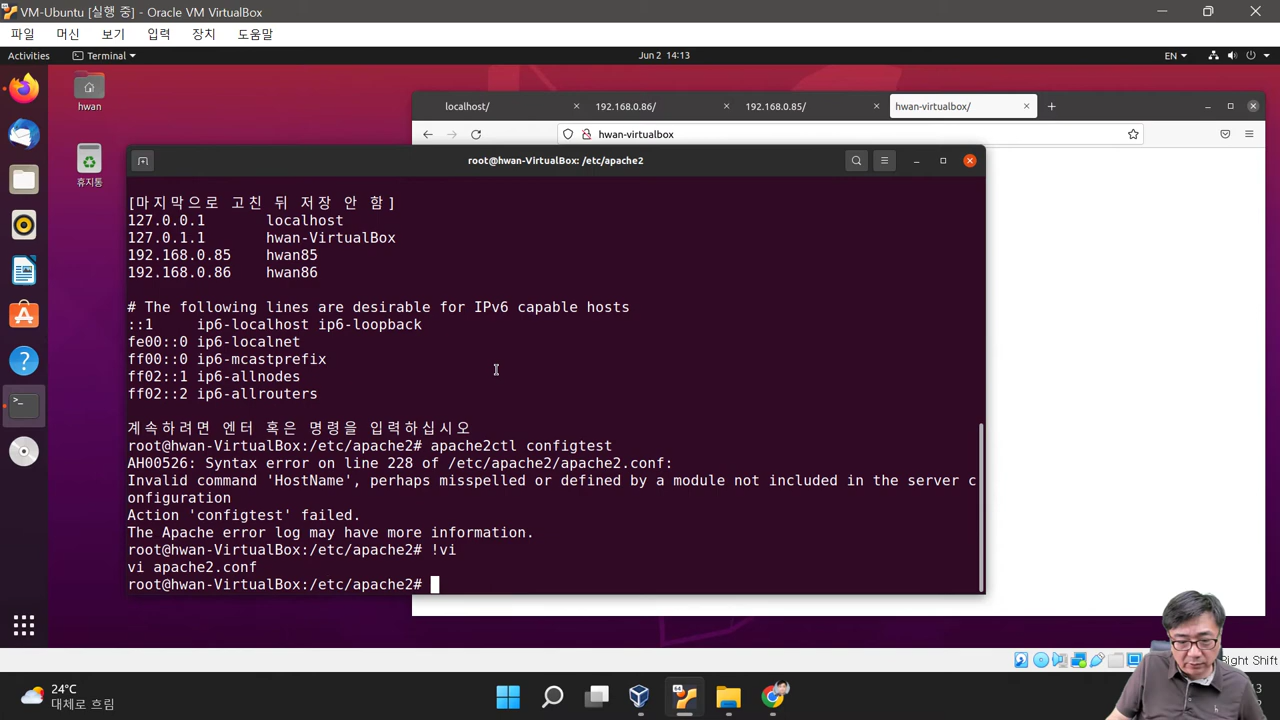 VM-Ubuntu [실행 중] - Oracle VM VirtualBox
파일 머신 보기 입력 장치 도움말
Activities Terminal Jun 2 14:13 EN
hwan
휴지통
localhost/ 192.168.0.86/ 192.168.0.85/ hwan-virtualbox/
hwan-virtualbox
root@hwan-VirtualBox: /etc/apache2
[마지막으로 고친 뒤 저장 안 함]
127.0.0.1 localhost
127.0.1.1 hwan-VirtualBox
192.168.0.85 hwan85
192.168.0.86 hwan86
# The following lines are desirable for IPv6 capable hosts
::1 ip6-localhost ip6-loopback
fe00::0 ip6-localnet
ff00::0 ip6-mcastprefix
ff02::1 ip6-allnodes
ff02::2 ip6-allrouters
계속하려면 엔터 혹은 명령을 입력하십시오
root@hwan-VirtualBox:/etc/apache2# apache2ctl configtest
AH00526: Syntax error on line 228 of /etc/apache2/apache2.conf:
Invalid command 'HostName', perhaps misspelled or defined by a module not included in the server c
onfiguration
Action 'configtest' failed.
The Apache error log may have more information.
root@hwan-VirtualBox:/etc/apache2# !vi
vi apache2.conf
root@hwan-VirtualBox:/etc/apache2#
Right Shift
24°C
대체로 흐림